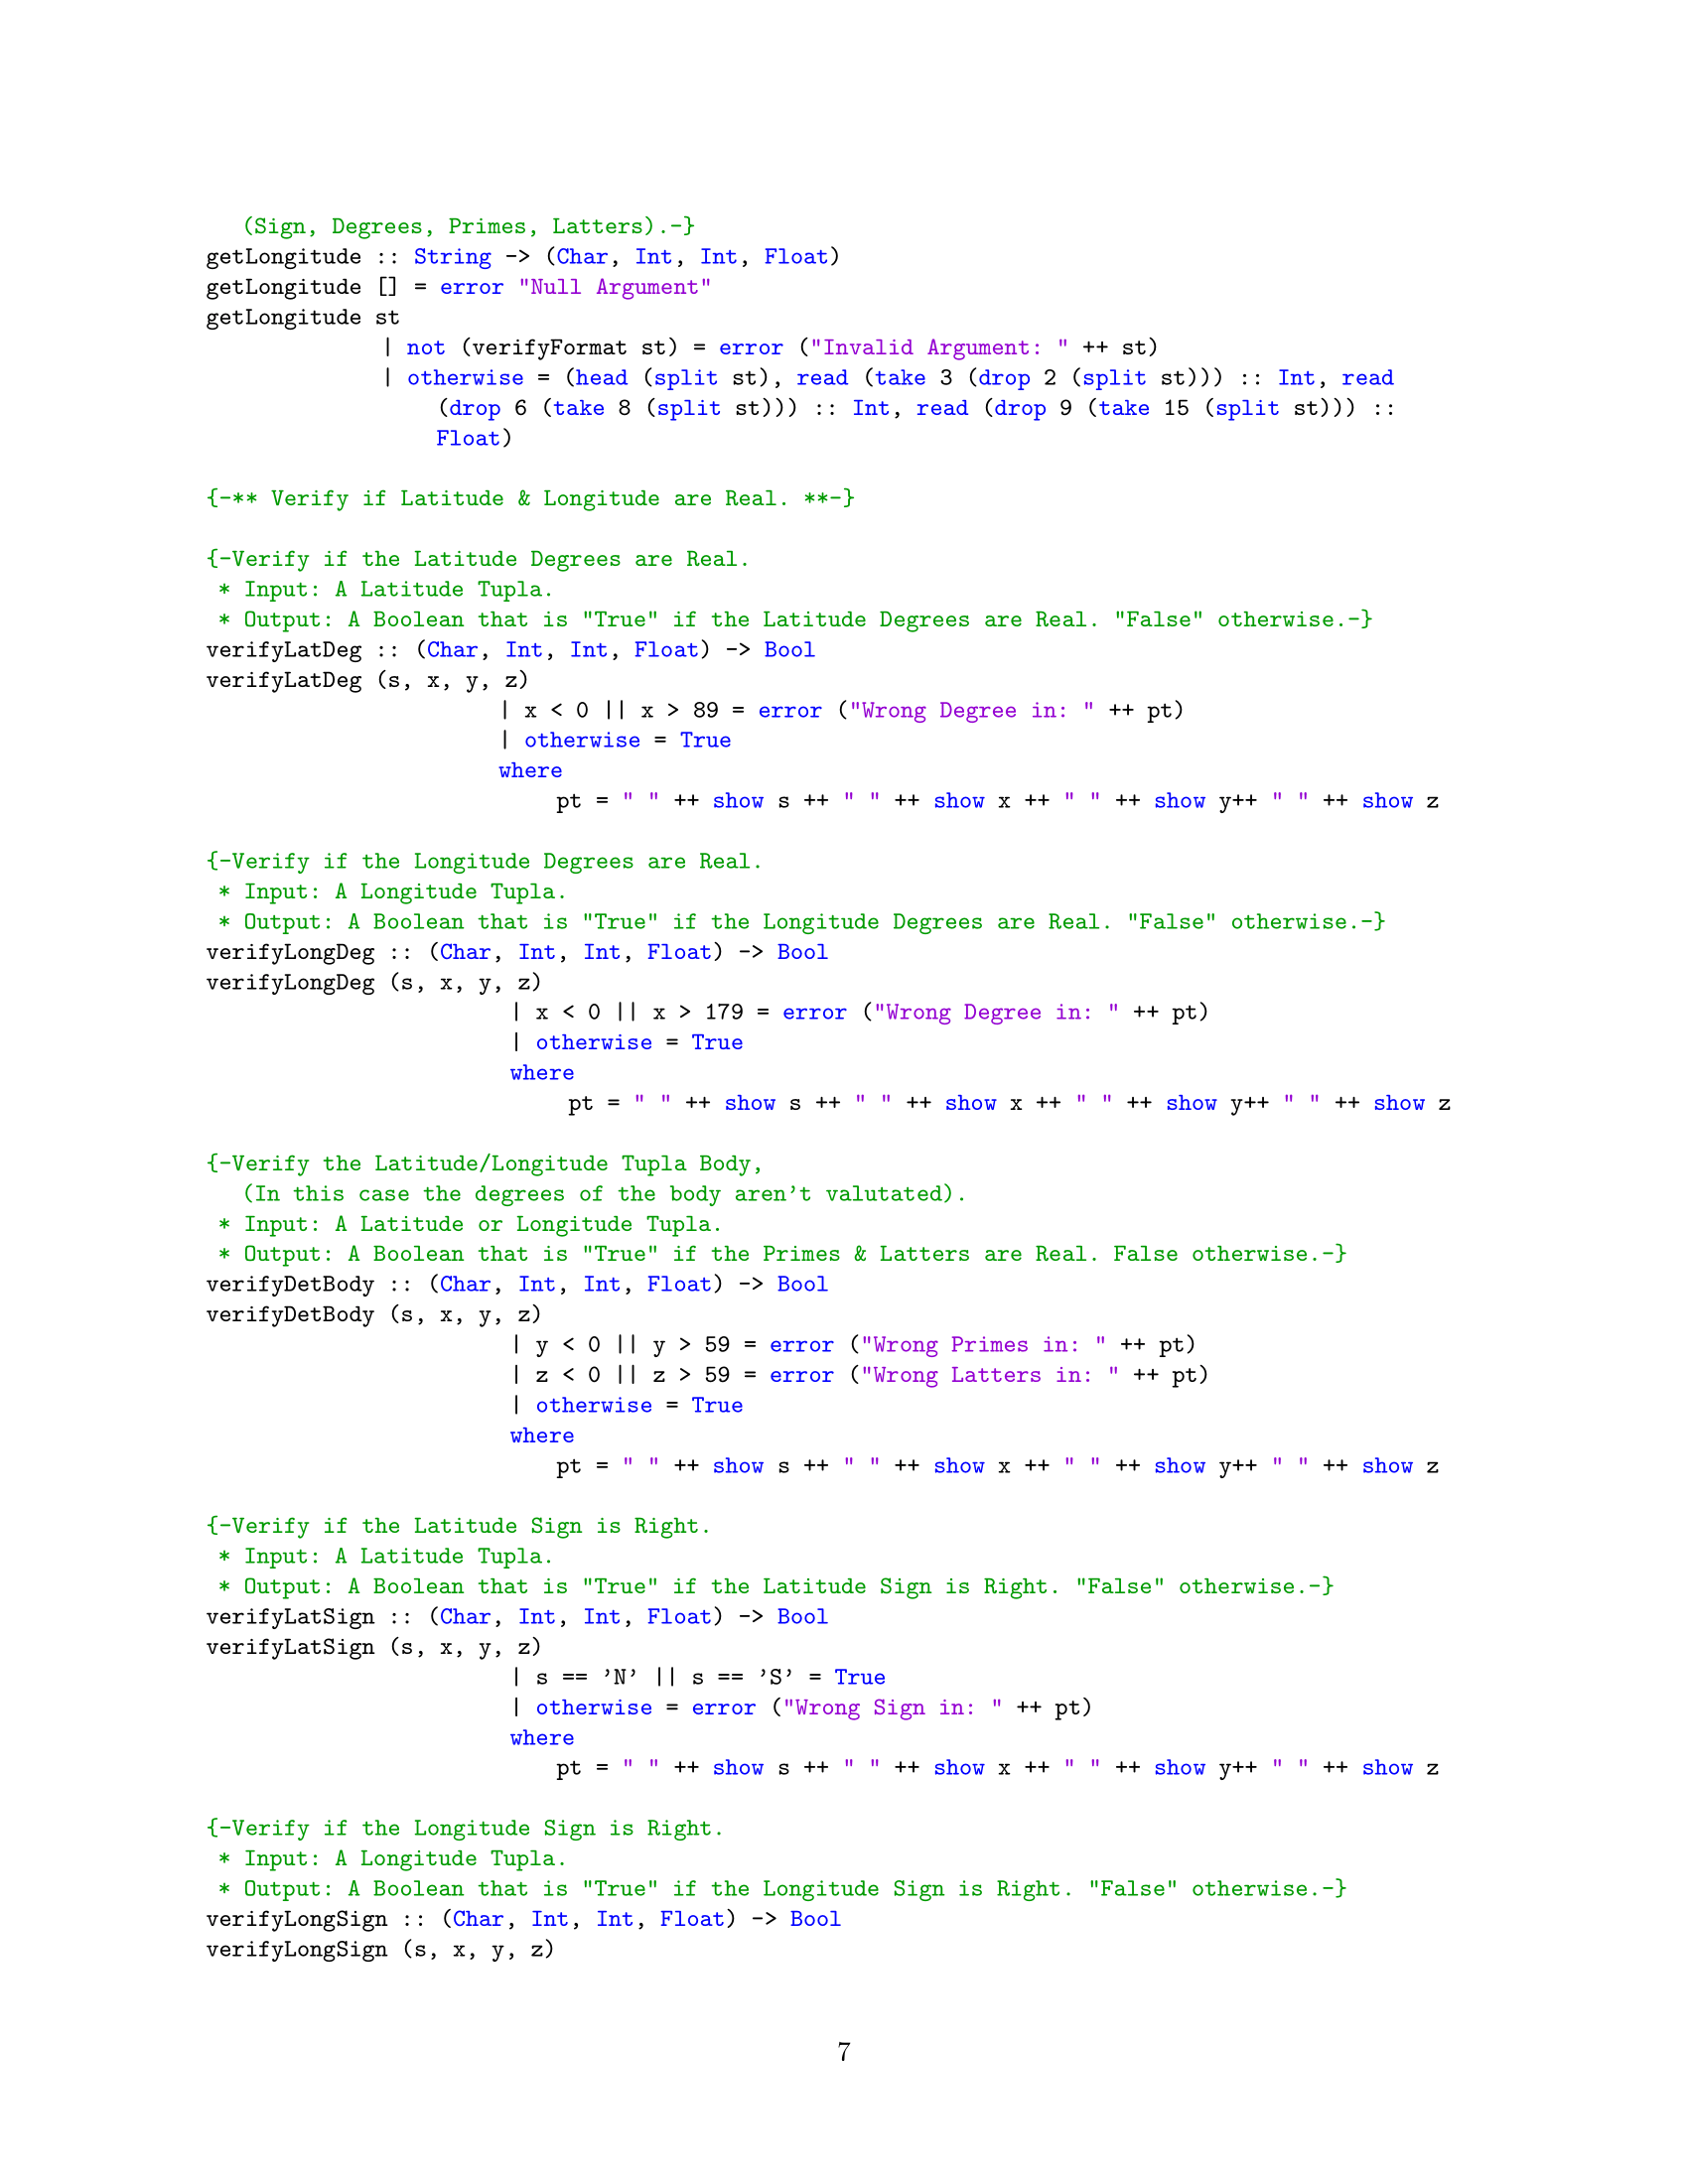 (Sign, Degrees, Primes, Latters).-}
getLongitude :: String -> (Char, Int, Int, Float)
getLongitude [] = error "Null Argument"
getLongitude st
| not (verifyFormat st) = error ("Invalid Argument: " ++ st)
| otherwise = (head (split st), read (take 3 (drop 2 (split st))) :: Int, read
(drop 6 (take 8 (split st))) :: Int, read (drop 9 (take 15 (split st))) ::
Float)
{-** Verify if Latitude & Longitude are Real. **-}
{-Verify if the Latitude Degrees are Real.
* Input: A Latitude Tupla.
* Output: A Boolean that is "True" if the Latitude Degrees are Real. "False" otherwise.-}
verifyLatDeg :: (Char, Int, Int, Float) -> Bool
verifyLatDeg (s, x, y, z)
| x < 0 || x > 89 = error ("Wrong Degree in: " ++ pt)
| otherwise = True
where
pt = " " ++ show s ++ " " ++ show x ++ " " ++ show y++ " " ++ show z
{-Verify if the Longitude Degrees are Real.
* Input: A Longitude Tupla.
* Output: A Boolean that is "True" if the Longitude Degrees are Real. "False" otherwise.-}
verifyLongDeg :: (Char, Int, Int, Float) -> Bool
verifyLongDeg (s, x, y, z)
| x < 0 || x > 179 = error ("Wrong Degree in: " ++ pt)
| otherwise = True
where
pt = " " ++ show s ++ " " ++ show x ++ " " ++ show y++ " " ++ show z
{-Verify the Latitude/Longitude Tupla Body,
(In this case the degrees of the body aren't valutated).
* Input: A Latitude or Longitude Tupla.
* Output: A Boolean that is "True" if the Primes & Latters are Real. False otherwise.-}
verifyDetBody :: (Char, Int, Int, Float) -> Bool
verifyDetBody (s, x, y, z)
| y < 0 || y > 59 = error ("Wrong Primes in: " ++ pt)
| z < 0 || z > 59 = error ("Wrong Latters in: " ++ pt)
| otherwise = True
where
pt = " " ++ show s ++ " " ++ show x ++ " " ++ show y++ " " ++ show z
{-Verify if the Latitude Sign is Right.
* Input: A Latitude Tupla.
* Output: A Boolean that is "True" if the Latitude Sign is Right. "False" otherwise.-}
verifyLatSign :: (Char, Int, Int, Float) -> Bool
verifyLatSign (s, x, y, z)
| s == 'N' || s == 'S' = True
| otherwise = error ("Wrong Sign in: " ++ pt)
where
pt = " " ++ show s ++ " " ++ show x ++ " " ++ show y++ " " ++ show z
{-Verify if the Longitude Sign is Right.
* Input: A Longitude Tupla.
* Output: A Boolean that is "True" if the Longitude Sign is Right. "False" otherwise.-}
verifyLongSign :: (Char, Int, Int, Float) -> Bool
verifyLongSign (s, x, y, z)
7